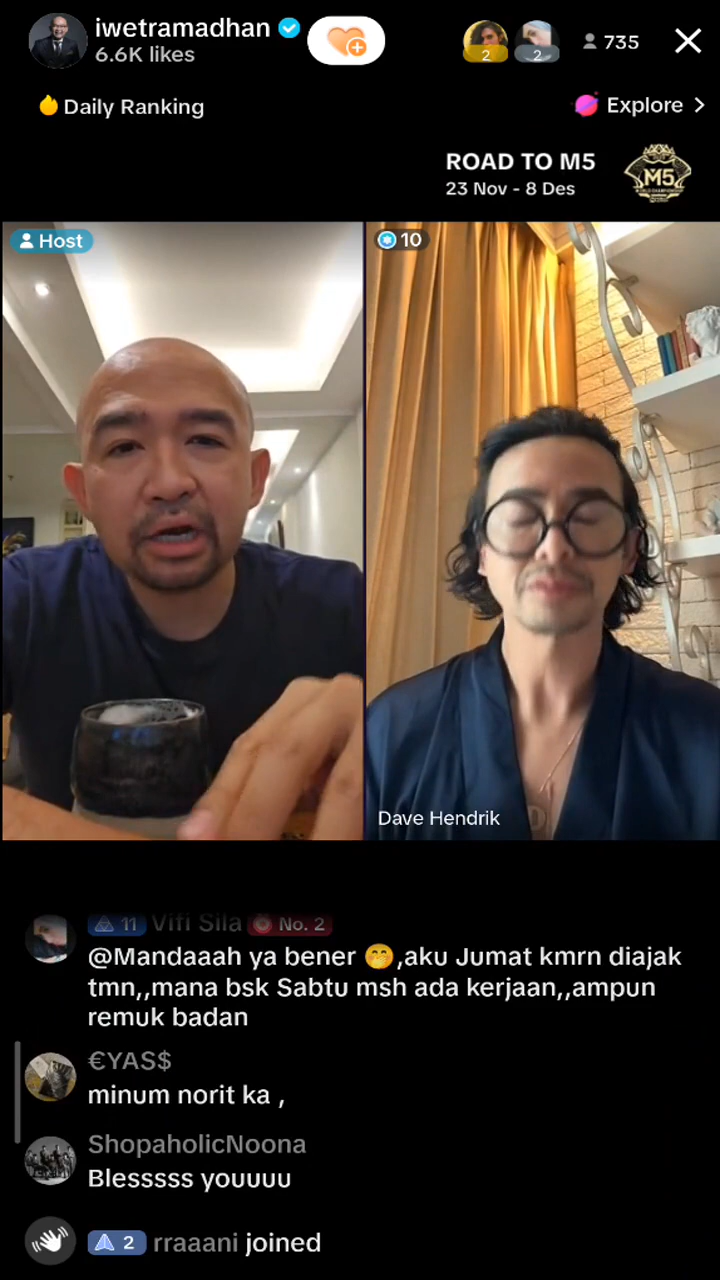 iwetramadhan
6.6K likes
2
2
735
Daily Ranking
Explore
ROAD TO M5
23 Nov - 8 Des
M5
Host
10
Dave Hendrik
11 Vifi Sila No. 2
@Mandaaah ya bener 🤭,aku Jumat kmrn diajak
tmn,,mana bsk Sabtu msh ada kerjaan,,ampun
remuk badan
€YAS$
minum norit ka ,
ShopaholicNoona
Blesssss youuuu
2 rraaani joined